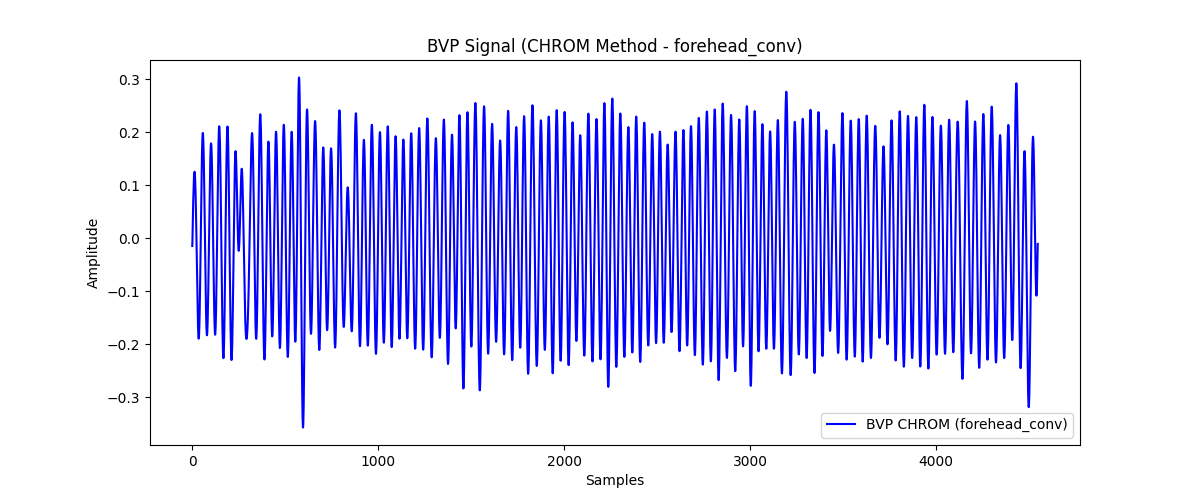 BVP Signal (CHROM Method - forehead_conv)
0.3
0.2
0.1
0.0
−0.1
−0.2
−0.3
Amplitude
BVP CHROM (forehead_conv)
0 1000 2000 3000 4000
Samples